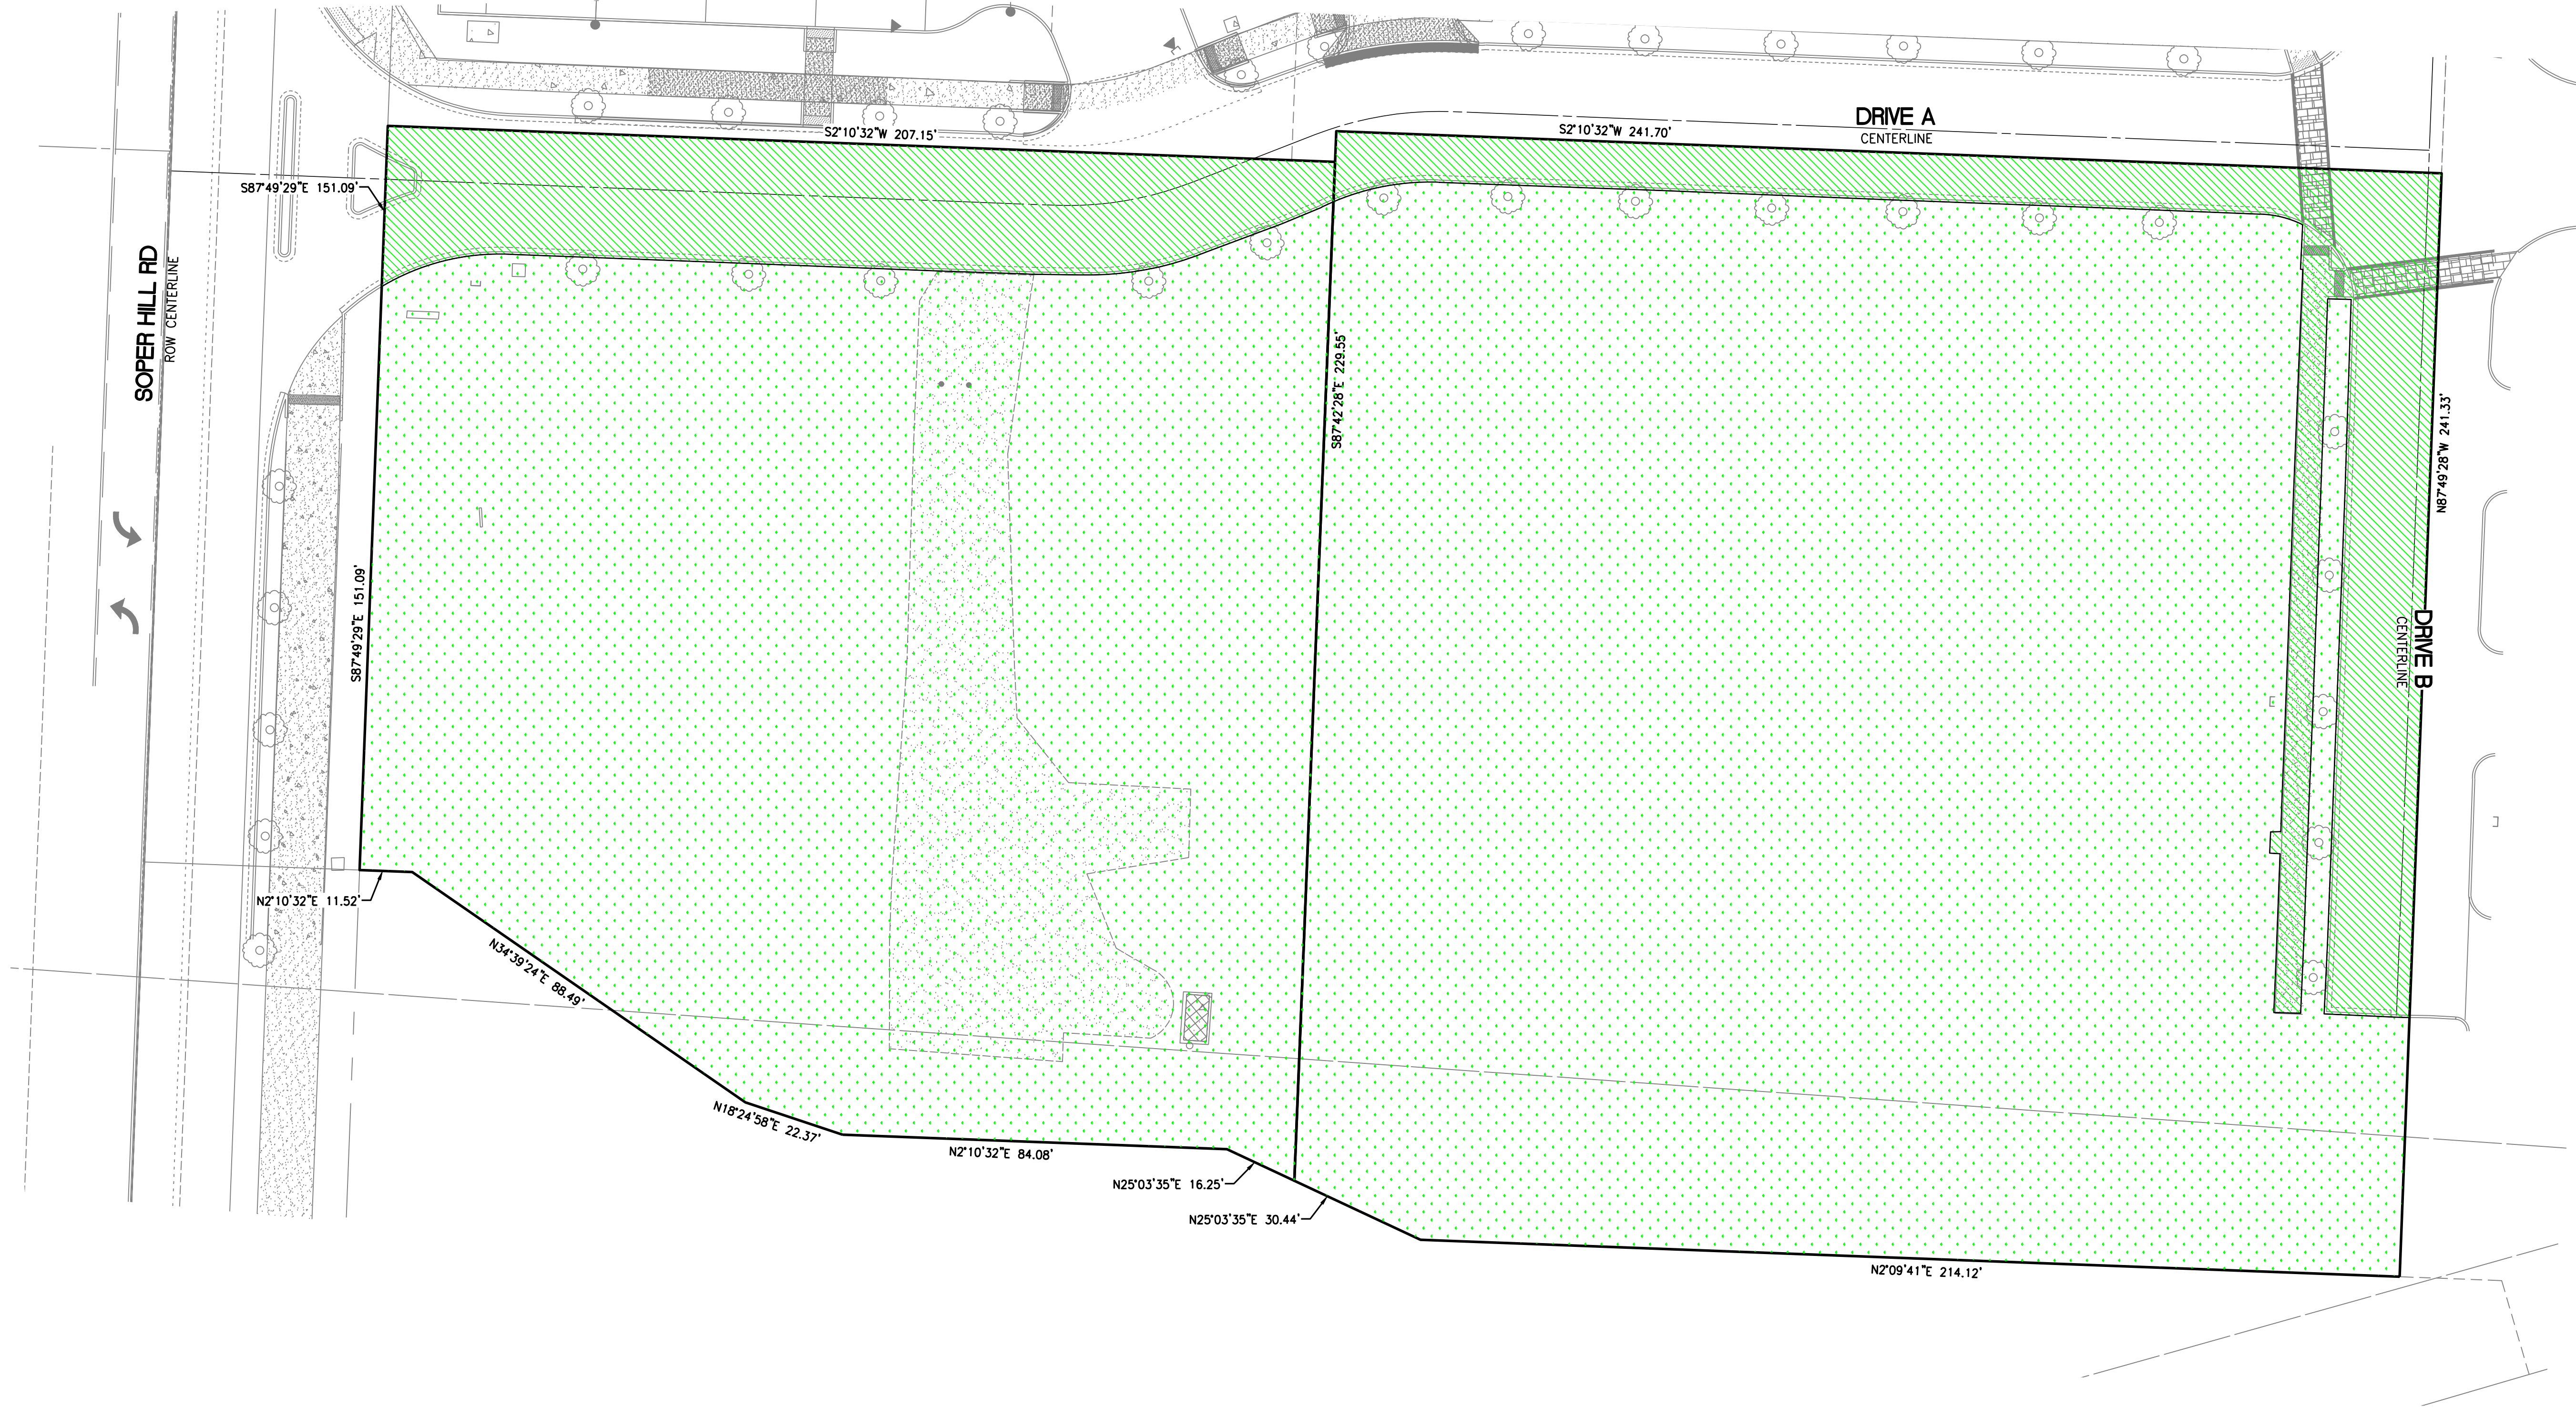 DRIVE A
CENTERLINE
S2°10'32"W 207.15'
S2°10'32"W 241.70'
S87°49'29"E 151.09'
SOPER HILL RD
ROW CENTERLINE
S87°42'28"E 229.55'
N87°49'28"W 241.33'
S87°49'29"E 151.09'
DRIVE B
CENTERLINE
N2°10'32"E 11.52'
N34°39'24"E 88.49'
N18°24'58"E 22.37'
N2°10'32"E 84.08'
N25°03'35"E 16.25'
N25°03'35"E 30.44'
N2°09'41"E 214.12'